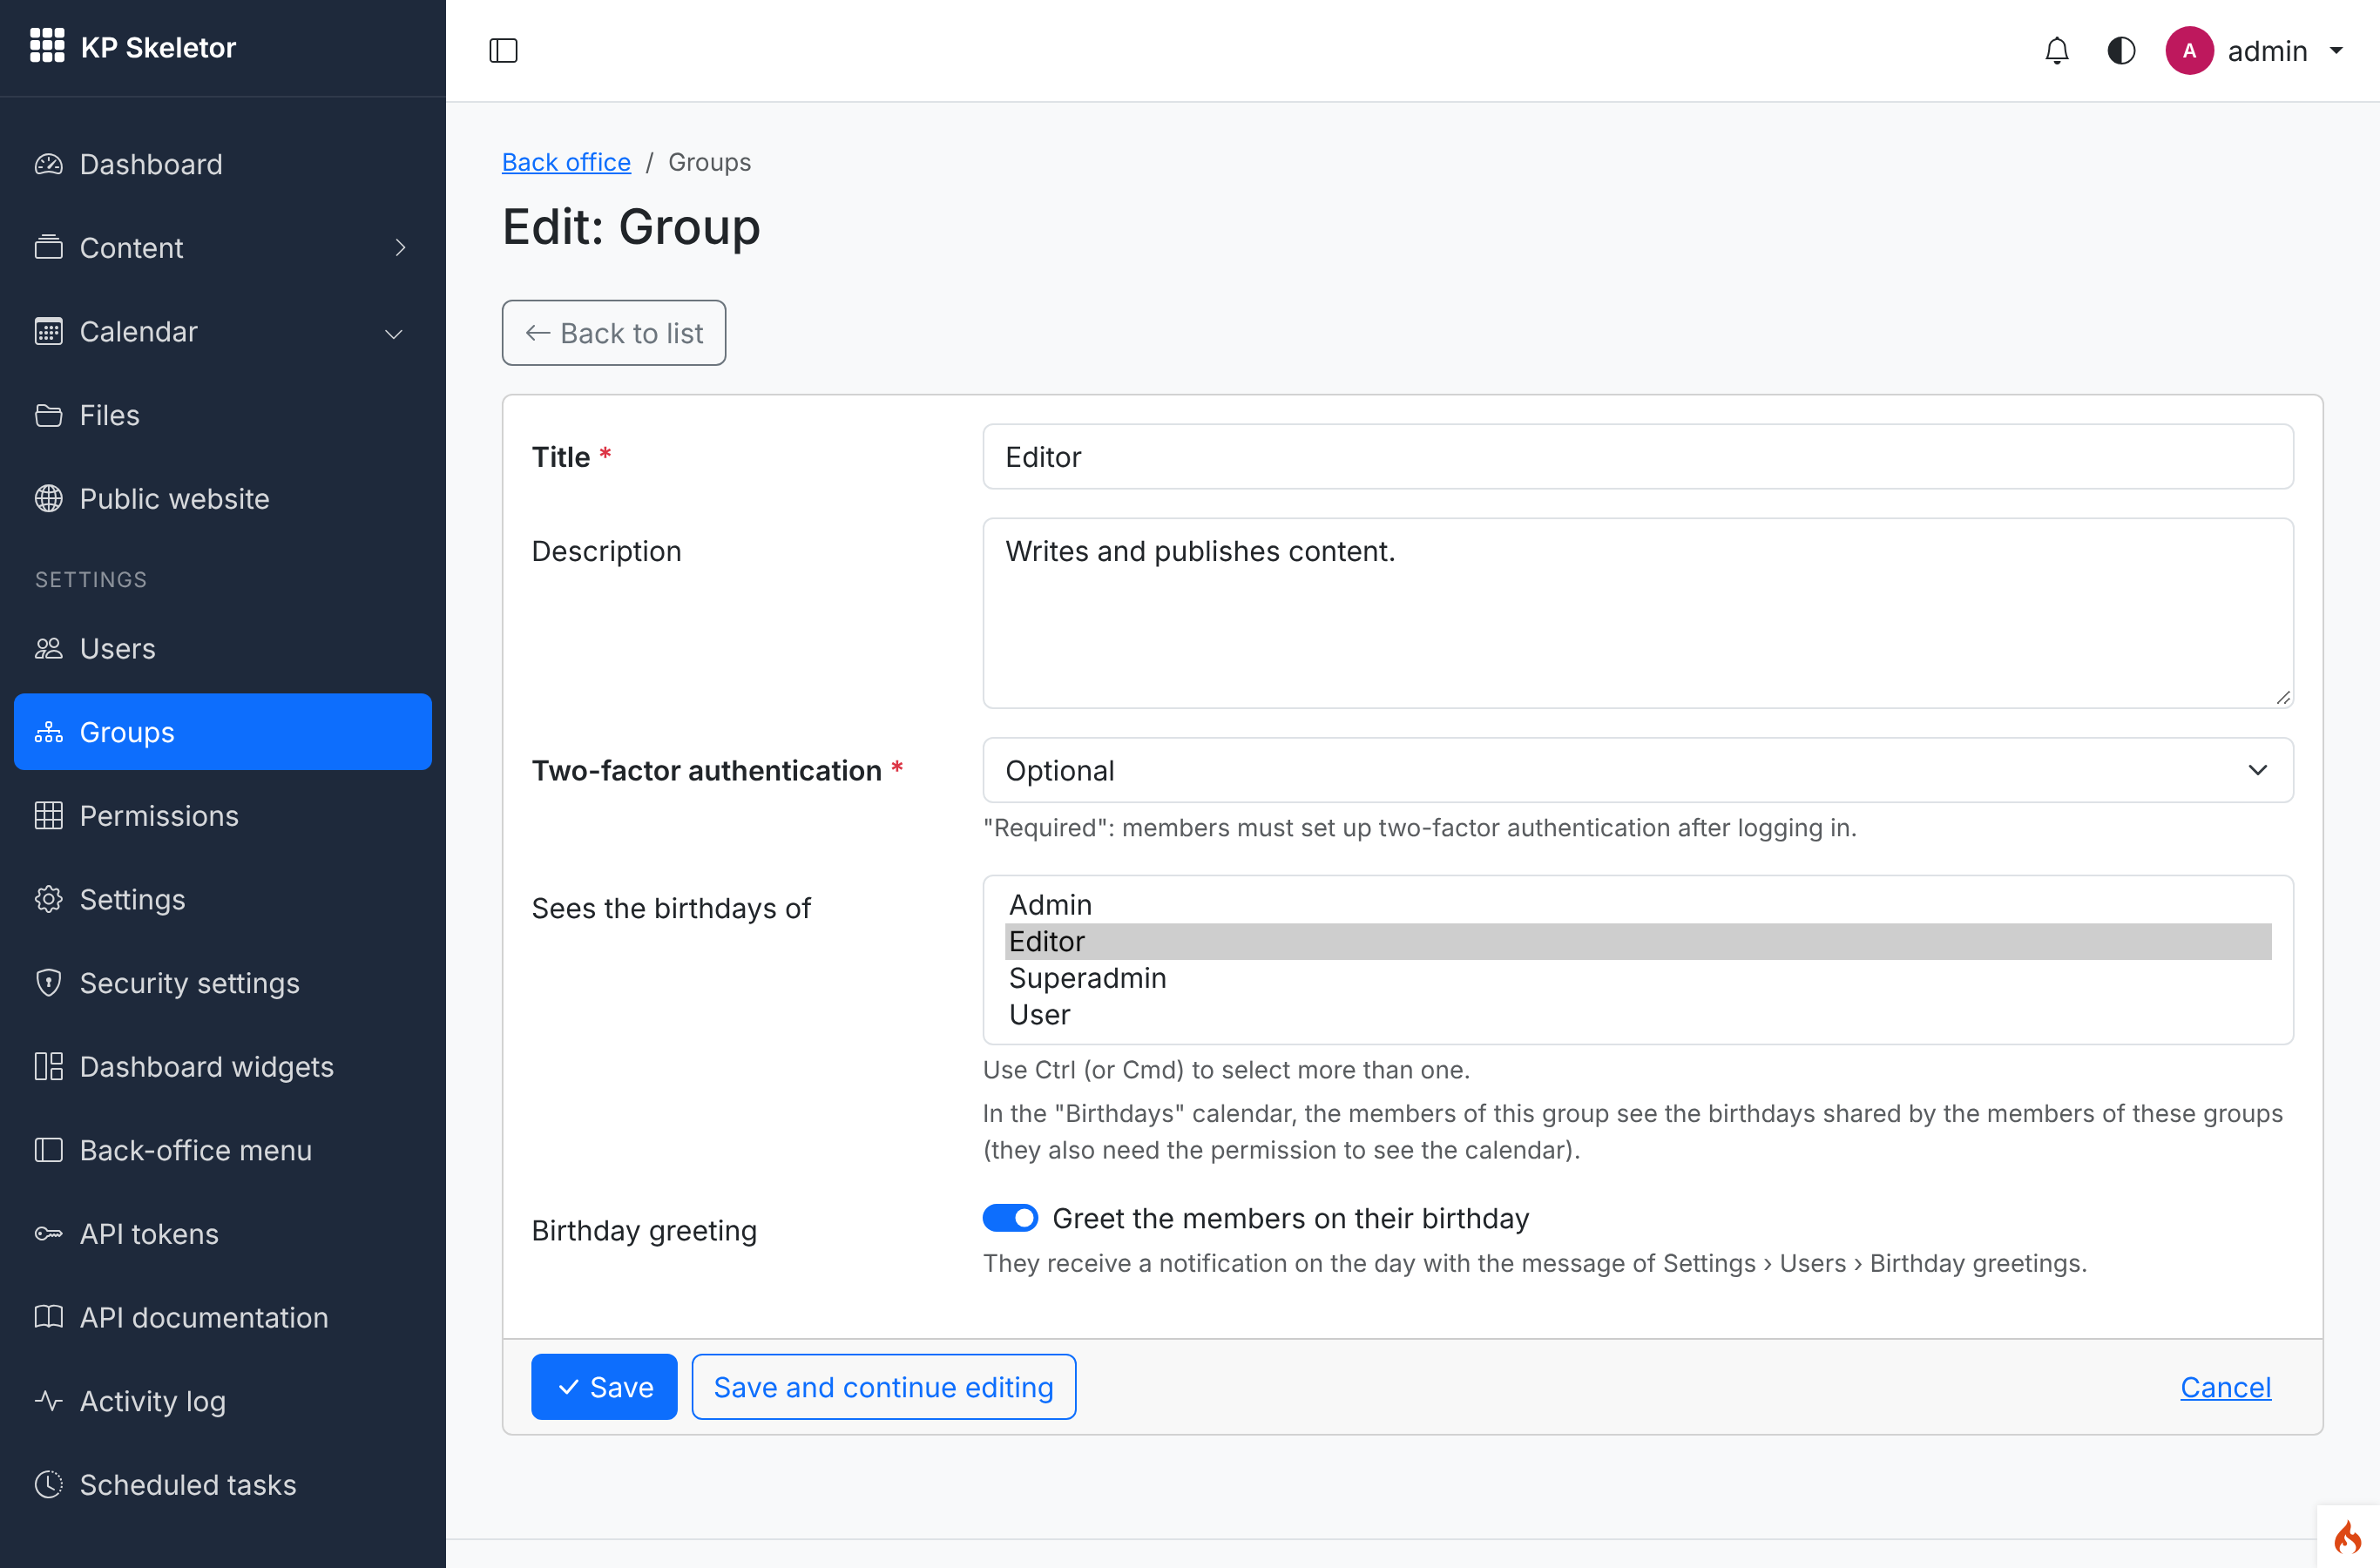 KP Skeletor
A
admin
Dashboard
Content
Calendar
Files
Public website
SETTINGS
Users
Groups
Permissions
Settings
Security settings
Dashboard widgets
Back-office menu
API tokens
API documentation
Activity log
Scheduled tasks
Back office / Groups
Edit: Group
Back to list
Title *
Editor
Description
Writes and publishes content.
Two-factor authentication *
Optional
"Required": members must set up two-factor authentication after logging in.
Sees the birthdays of
Admin
Editor
Superadmin
User
Use Ctrl (or Cmd) to select more than one.
In the "Birthdays" calendar, the members of this group see the birthdays shared by the members of these groups
(they also need the permission to see the calendar).
Birthday greeting
Greet the members on their birthday
They receive a notification on the day with the message of Settings › Users › Birthday greetings.
Save
Save and continue editing
Cancel